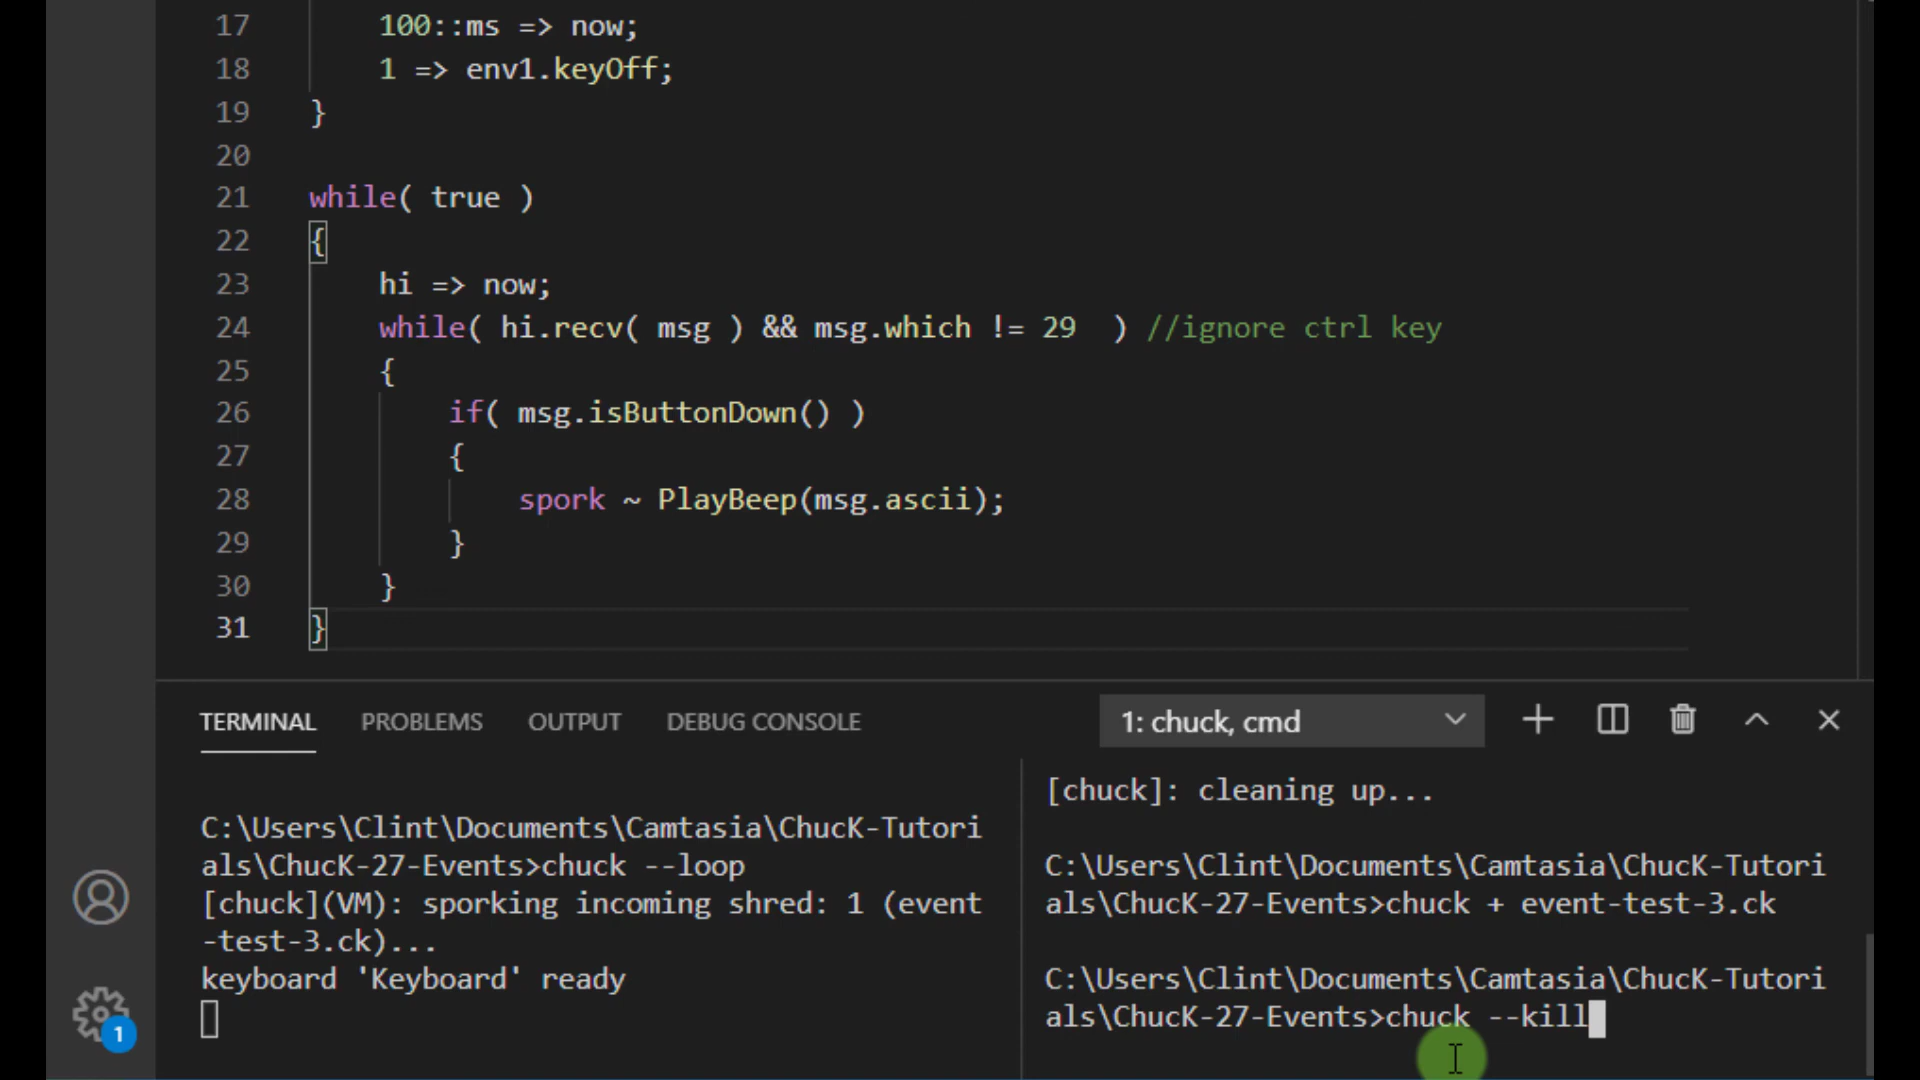 17 100::ms => now;
18 1 => env1.keyOff;
19 }
20
21 while( true )
22 {
23 hi => now;
24 while( hi.recv( msg ) && msg.which != 29  ) //ignore ctrl key
25 {
26 if( msg.isButtonDown() )
27 {
28 spork ~ PlayBeep(msg.ascii);
29 }
30 }
31 }
TERMINAL PROBLEMS OUTPUT DEBUG CONSOLE 1: chuck, cmd
C:\Users\Clint\Documents\Camtasia\ChucK-Tutori
als\ChucK-27-Events>chuck --loop
[chuck](VM): sporking incoming shred: 1 (event
-test-3.ck)...
keyboard 'Keyboard' ready
[chuck]: cleaning up...
C:\Users\Clint\Documents\Camtasia\ChucK-Tutori
als\ChucK-27-Events>chuck + event-test-3.ck
C:\Users\Clint\Documents\Camtasia\ChucK-Tutori
als\ChucK-27-Events>chuck --kill
1